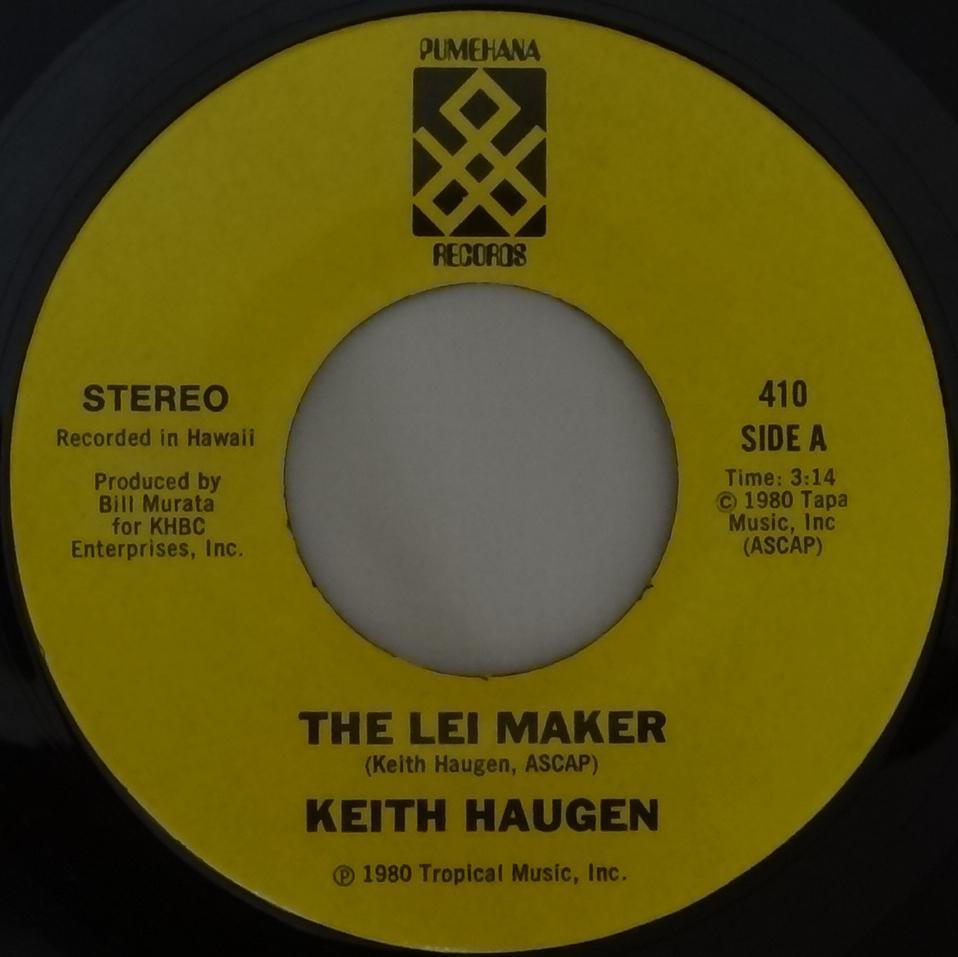 PUMEHANA
RECORDS
STEREO
Recorded in Hawaii
Produced by
Bill Murata
for KHBC
Enterprises, Inc.
410
SIDE A
Time: 3:14
© 1980 Tapa
Music, Inc
(ASCAP)
THE LEI MAKER
(Keith Haugen, ASCAP)
KEITH HAUGEN
℗ 1980 Tropical Music, Inc.